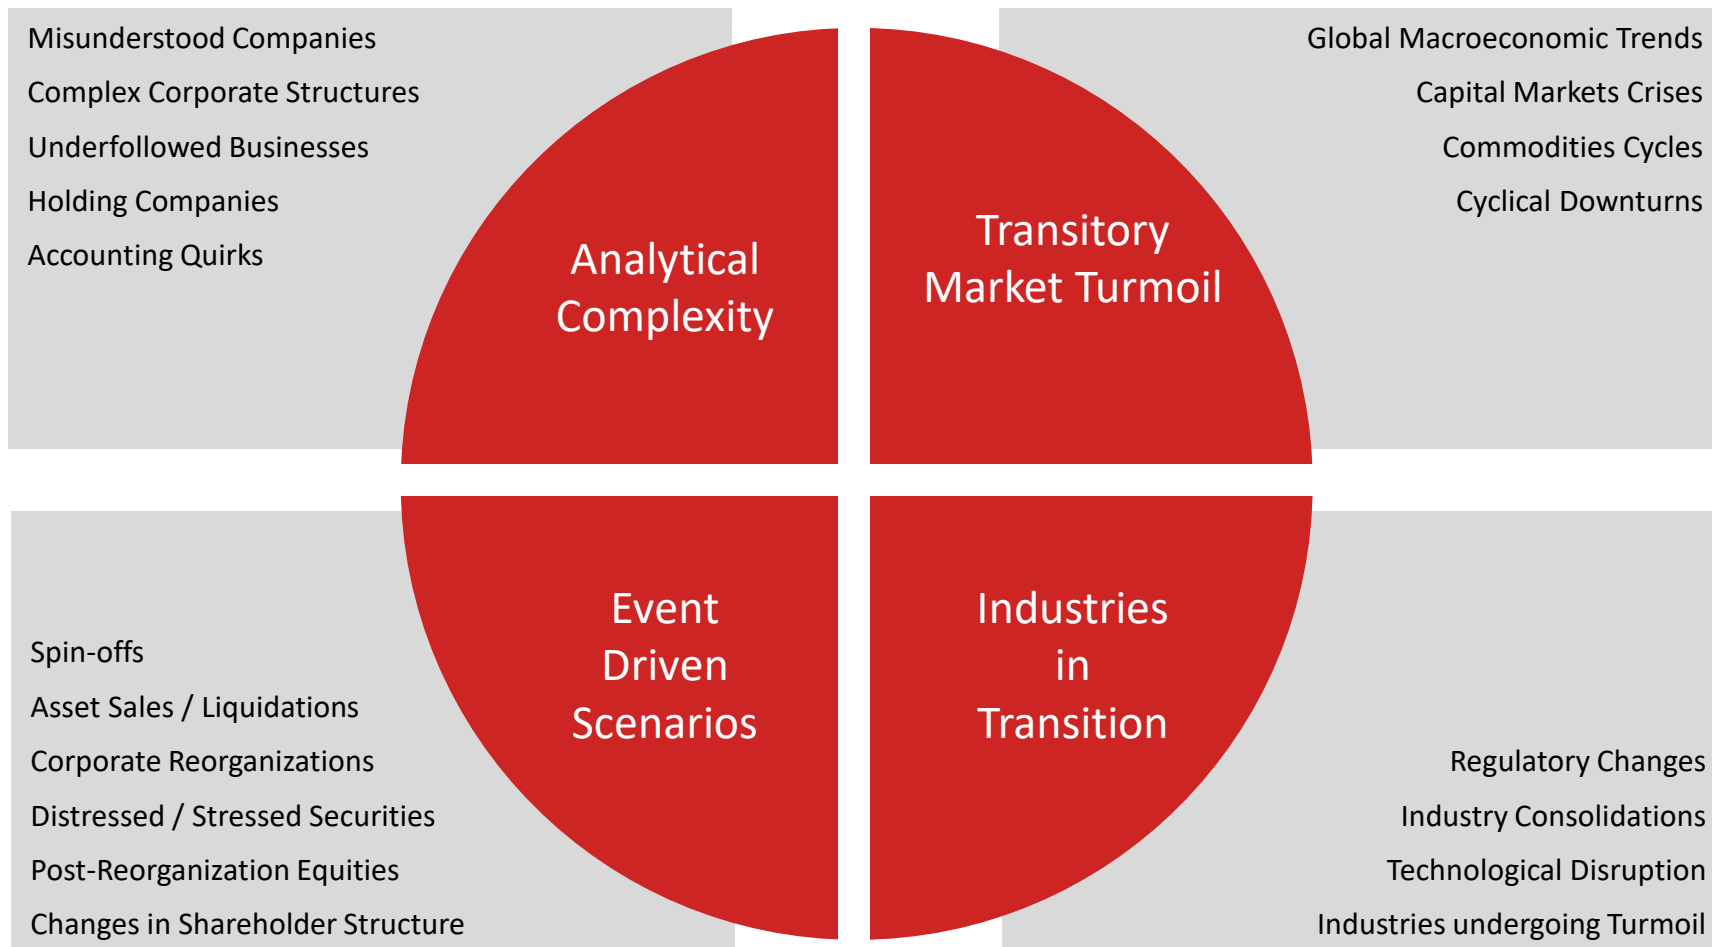 Misunderstood Companies
Complex Corporate Structures
Underfollowed Businesses
Holding Companies
Accounting Quirks
Analytical
Complexity
Global Macroeconomic Trends
Capital Markets Crises
Commodities Cycles
Cyclical Downturns
Transitory
Market Turmoil
Spin-offs
Asset Sales / Liquidations
Corporate Reorganizations
Distressed / Stressed Securities
Post-Reorganization Equities
Changes in Shareholder Structure
Event
Driven
Scenarios
Industries
in
Transition
Regulatory Changes
Industry Consolidations
Technological Disruption
Industries undergoing Turmoil